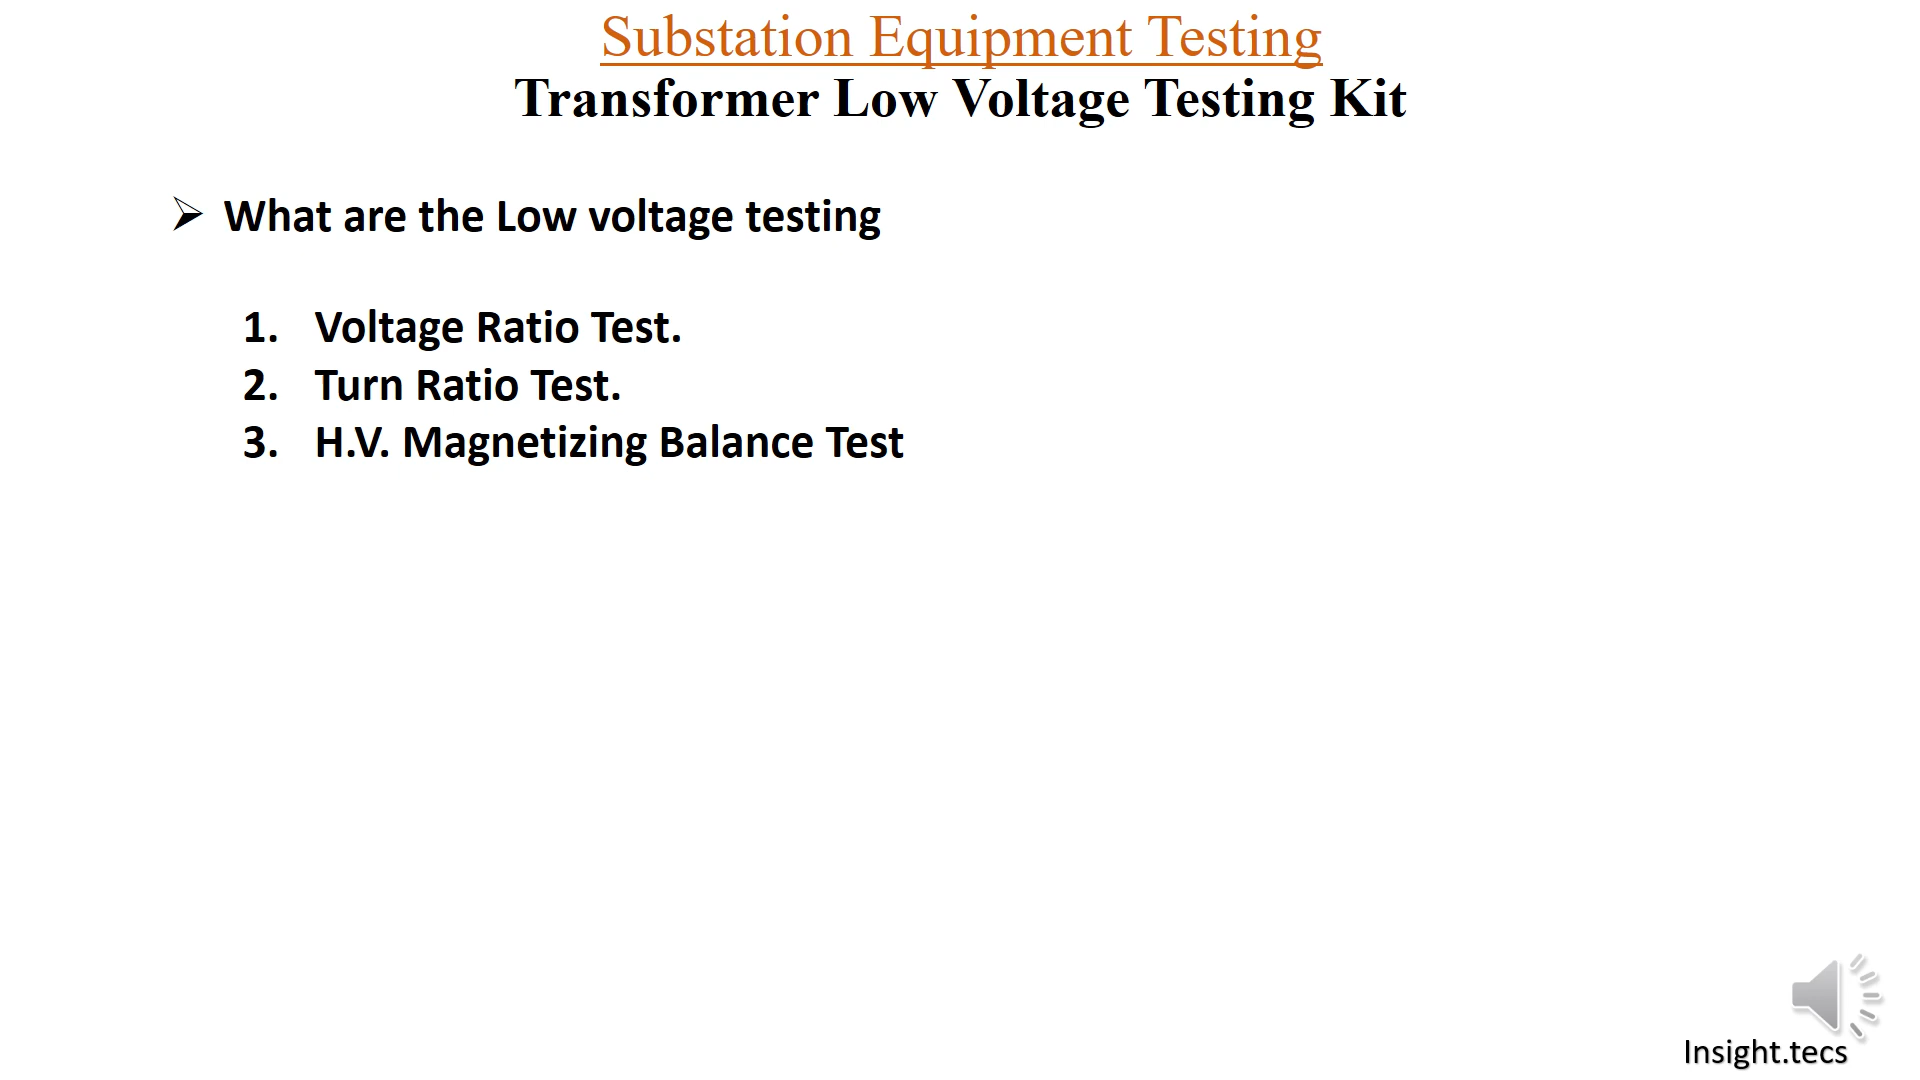 Substation Equipment Testing
Transformer Low Voltage Testing Kit
➢ What are the Low voltage testing
1. Voltage Ratio Test.
2. Turn Ratio Test.
3. H.V. Magnetizing Balance Test
Insight.tecs